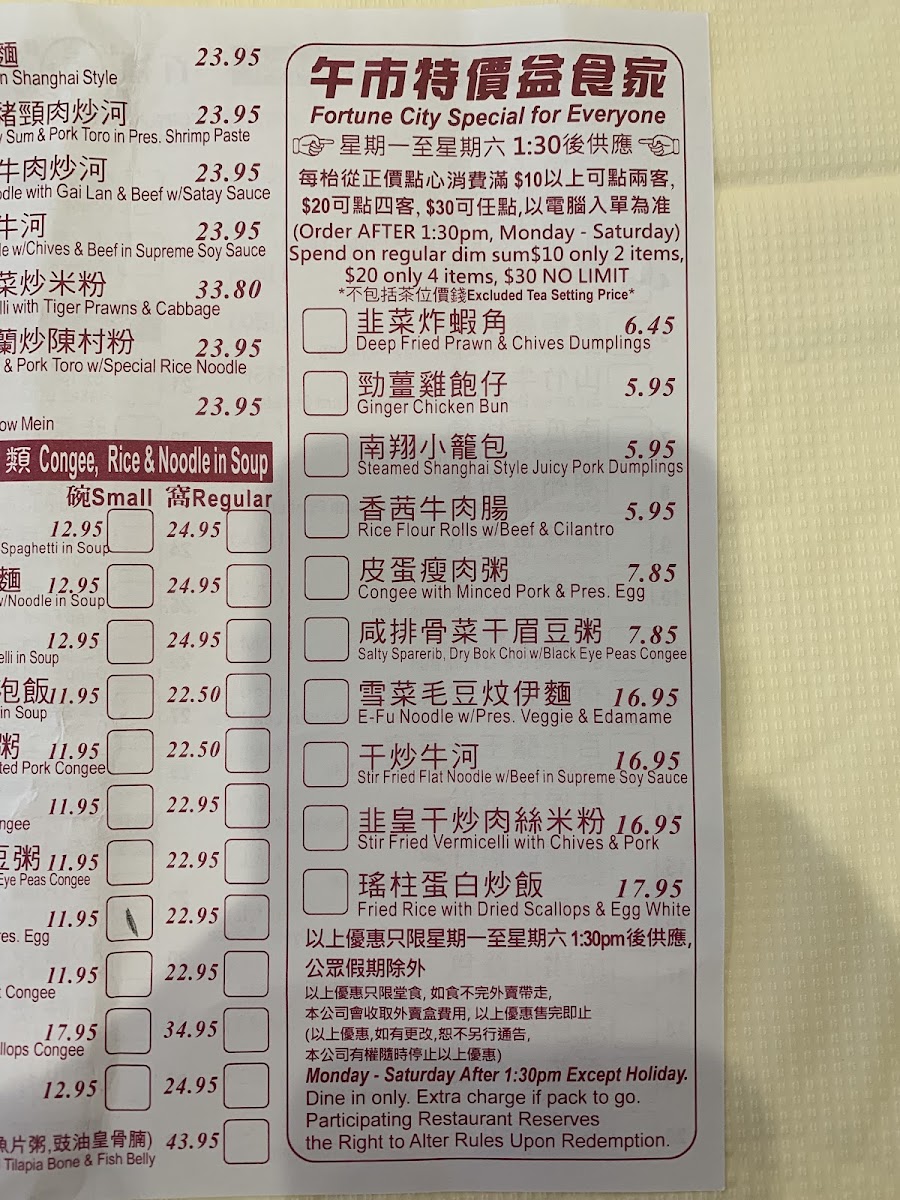 麵 23.95
n Shanghai Style
豬頸肉炒河 23.95
Sum & Pork Toro in Pres. Shrimp Paste
牛肉炒河 23.95
dle with Gai Lan & Beef w/Satay Sauce
牛河 23.95
le w/Chives & Beef in Supreme Soy Sauce
菜炒米粉 33.80
lli with Tiger Prawns & Cabbage
蘭炒陳村粉 23.95
& Pork Toro w/Special Rice Noodle
23.95
ow Mein
類 Congee, Rice & Noodle in Soup
碗Small 窩Regular
12.95 24.95
Spaghetti in Soup
麵 12.95 24.95
w/Noodle in Soup
12.95 24.95
elli in Soup
泡飯 11.95 22.50
in Soup
粥 11.95 22.50
ted Pork Congee
11.95 22.95
ngee
豆粥 11.95 22.95
Eye Peas Congee
11.95 22.95
es. Egg
11.95 22.95
Congee
17.95 34.95
llops Congee
12.95 24.95
魚片粥,豉油皇骨腩) 43.95
Tilapia Bone & Fish Belly
午市特價益食家
Fortune City Special for Everyone
星期一至星期六 1:30後供應
每枱從正價點心消費滿 $10以上可點兩客,
$20可點四客, $30可任點,以電腦入單為准
(Order AFTER 1:30pm, Monday - Saturday)
Spend on regular dim sum$10 only 2 items,
$20 only 4 items, $30 NO LIMIT
*不包括茶位價錢Excluded Tea Setting Price*
韭菜炸蝦角 6.45
Deep Fried Prawn & Chives Dumplings
勁薑雞飽仔 5.95
Ginger Chicken Bun
南翔小籠包 5.95
Steamed Shanghai Style Juicy Pork Dumplings
香茜牛肉腸 5.95
Rice Flour Rolls w/Beef & Cilantro
皮蛋瘦肉粥 7.85
Congee with Minced Pork & Pres. Egg
咸排骨菜干眉豆粥 7.85
Salty Sparerib, Dry Bok Choi w/Black Eye Peas Congee
雪菜毛豆炆伊麵 16.95
E-Fu Noodle w/Pres. Veggie & Edamame
干炒牛河 16.95
Stir Fried Flat Noodle w/Beef in Supreme Soy Sauce
韭皇干炒肉絲米粉 16.95
Stir Fried Vermicelli with Chives & Pork
瑤柱蛋白炒飯 17.95
Fried Rice with Dried Scallops & Egg White
以上優惠只限星期一至星期六 1:30pm後供應,
公眾假期除外
以上優惠只限堂食, 如食不完外賣帶走,
本公司會收取外賣盒費用, 以上優惠售完即止
(以上優惠,如有更改,恕不另行通告,
本公司有權隨時停止以上優惠)
Monday - Saturday After 1:30pm Except Holiday.
Dine in only. Extra charge if pack to go.
Participating Restaurant Reserves
the Right to Alter Rules Upon Redemption.